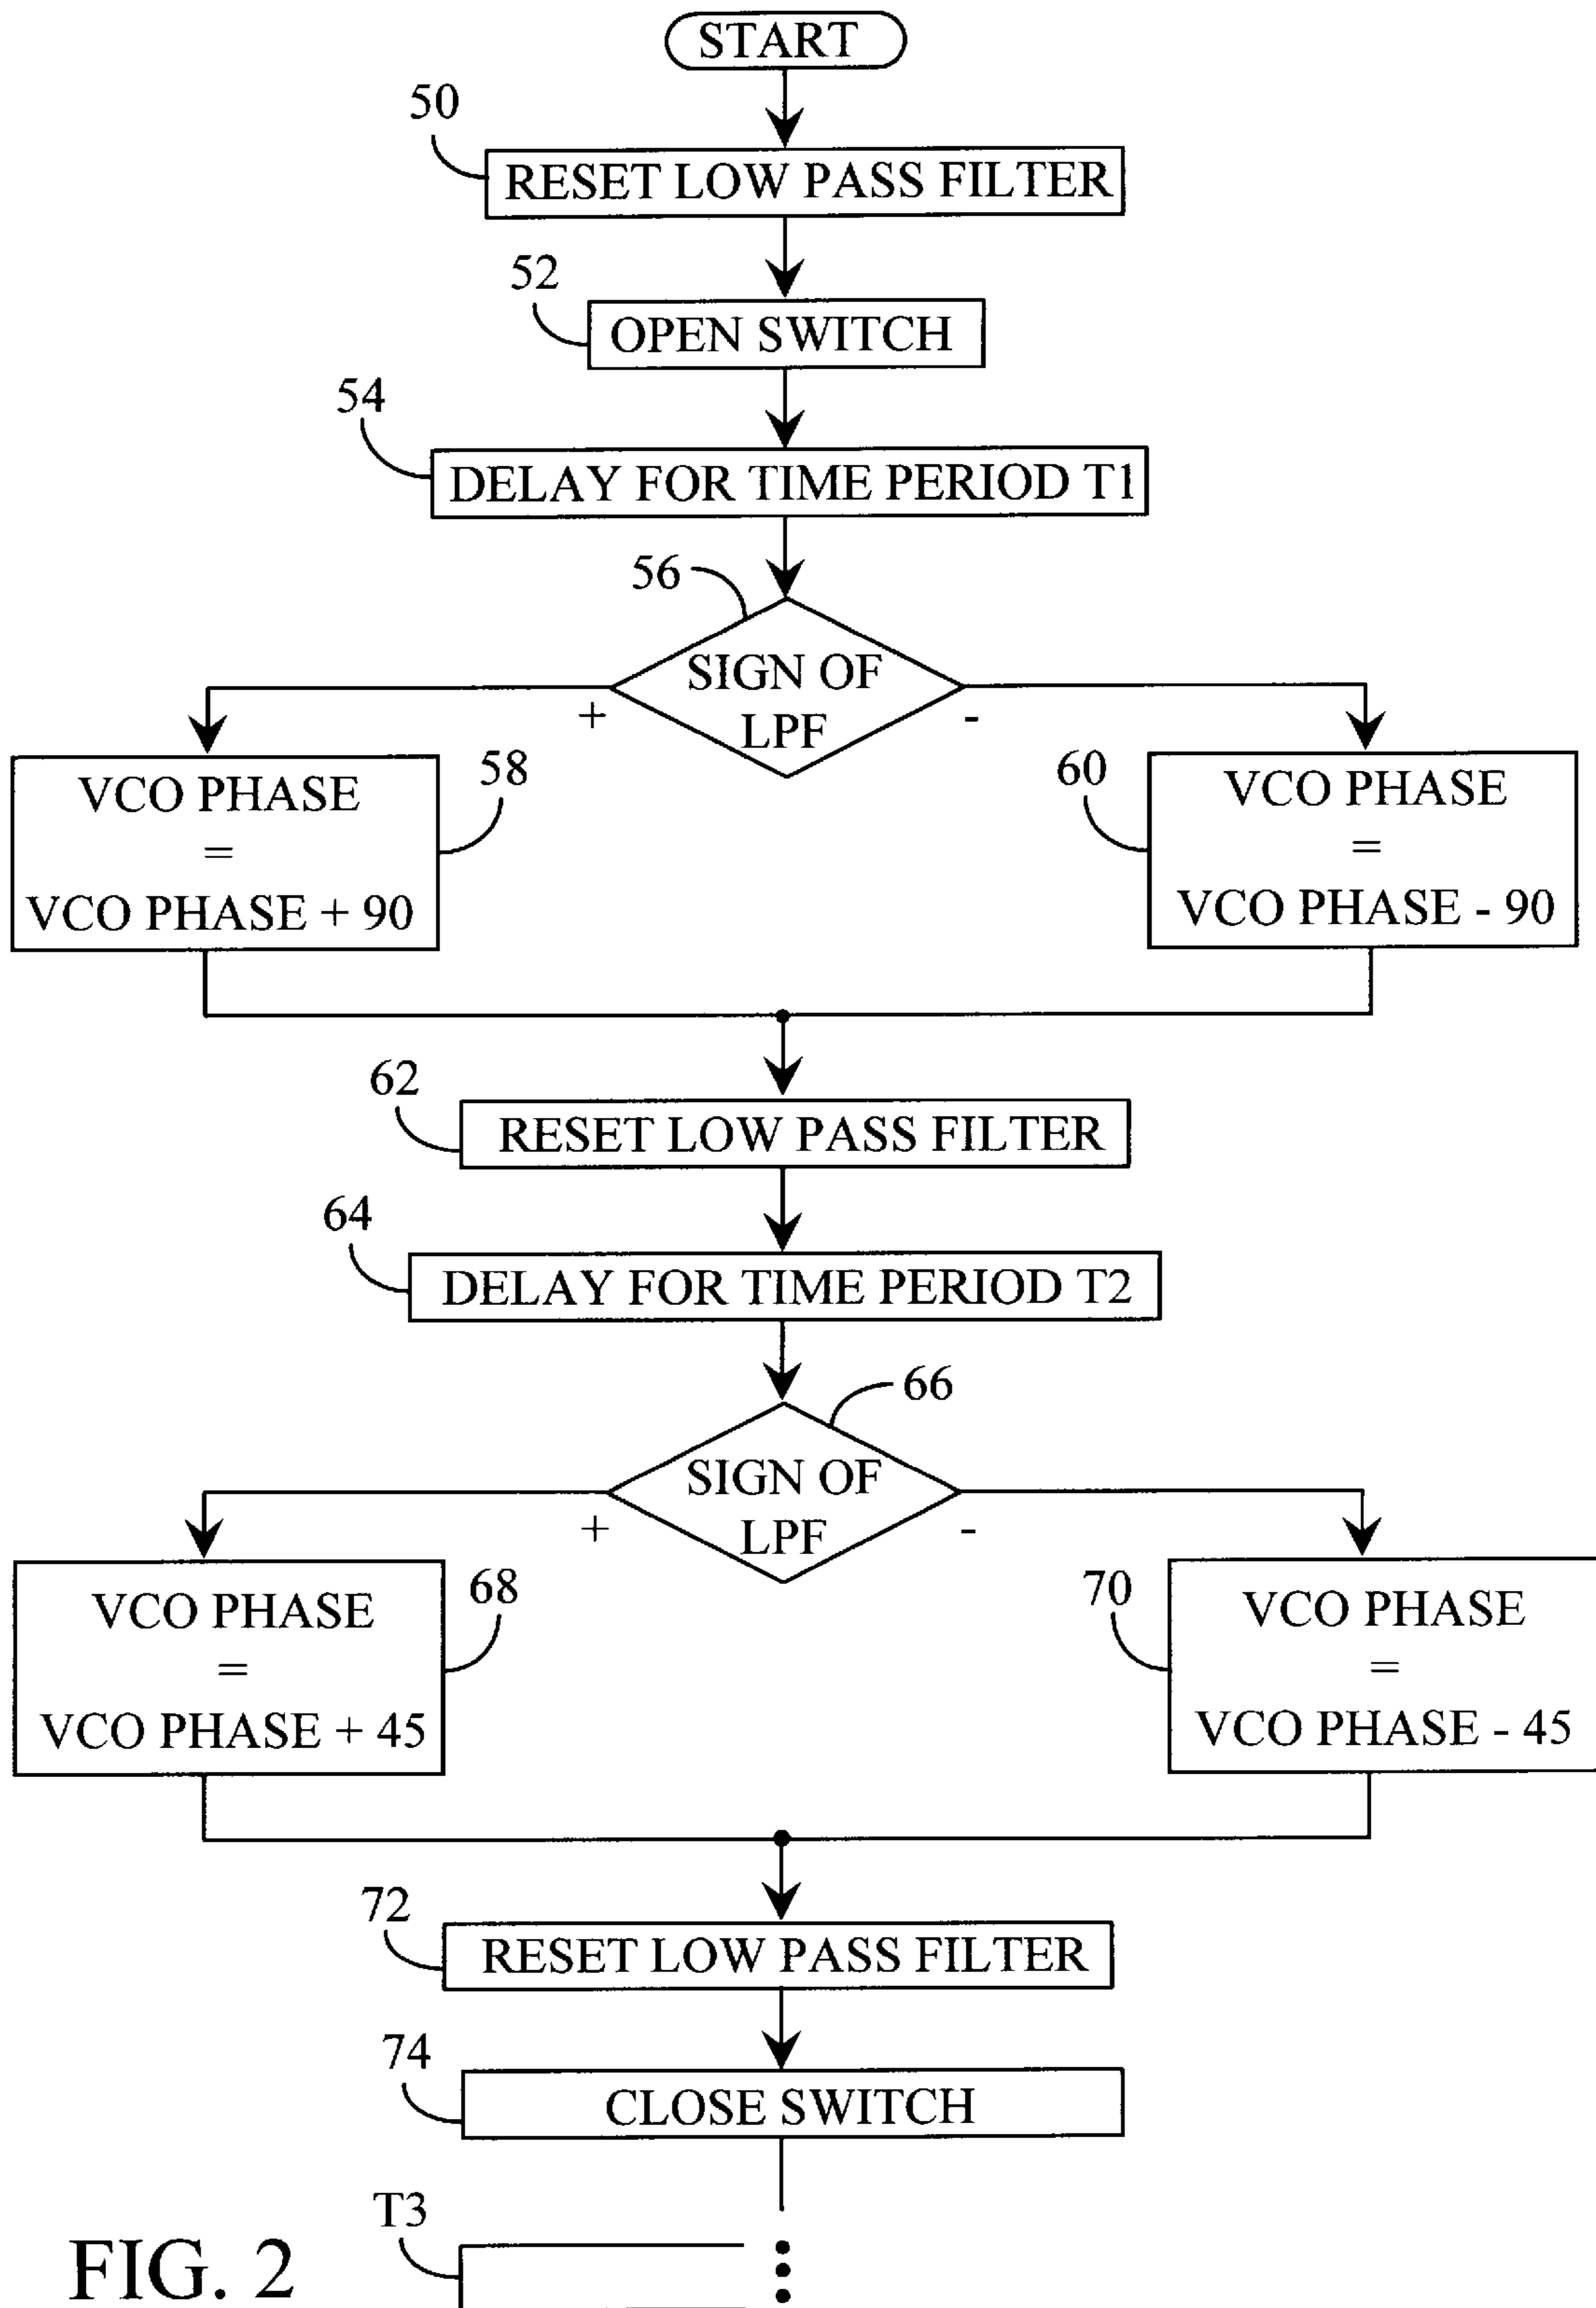 START
50
RESET LOW PASS FILTER
52
OPEN SWITCH
54
DELAY FOR TIME PERIOD T1
56
SIGN OF
LPF
+
-
58
VCO PHASE
=
VCO PHASE + 90
60
VCO PHASE
=
VCO PHASE - 90
62
RESET LOW PASS FILTER
64
DELAY FOR TIME PERIOD T2
66
SIGN OF
LPF
+
-
68
VCO PHASE
=
VCO PHASE + 45
70
VCO PHASE
=
VCO PHASE - 45
72
RESET LOW PASS FILTER
74
CLOSE SWITCH
T3
FIG. 2